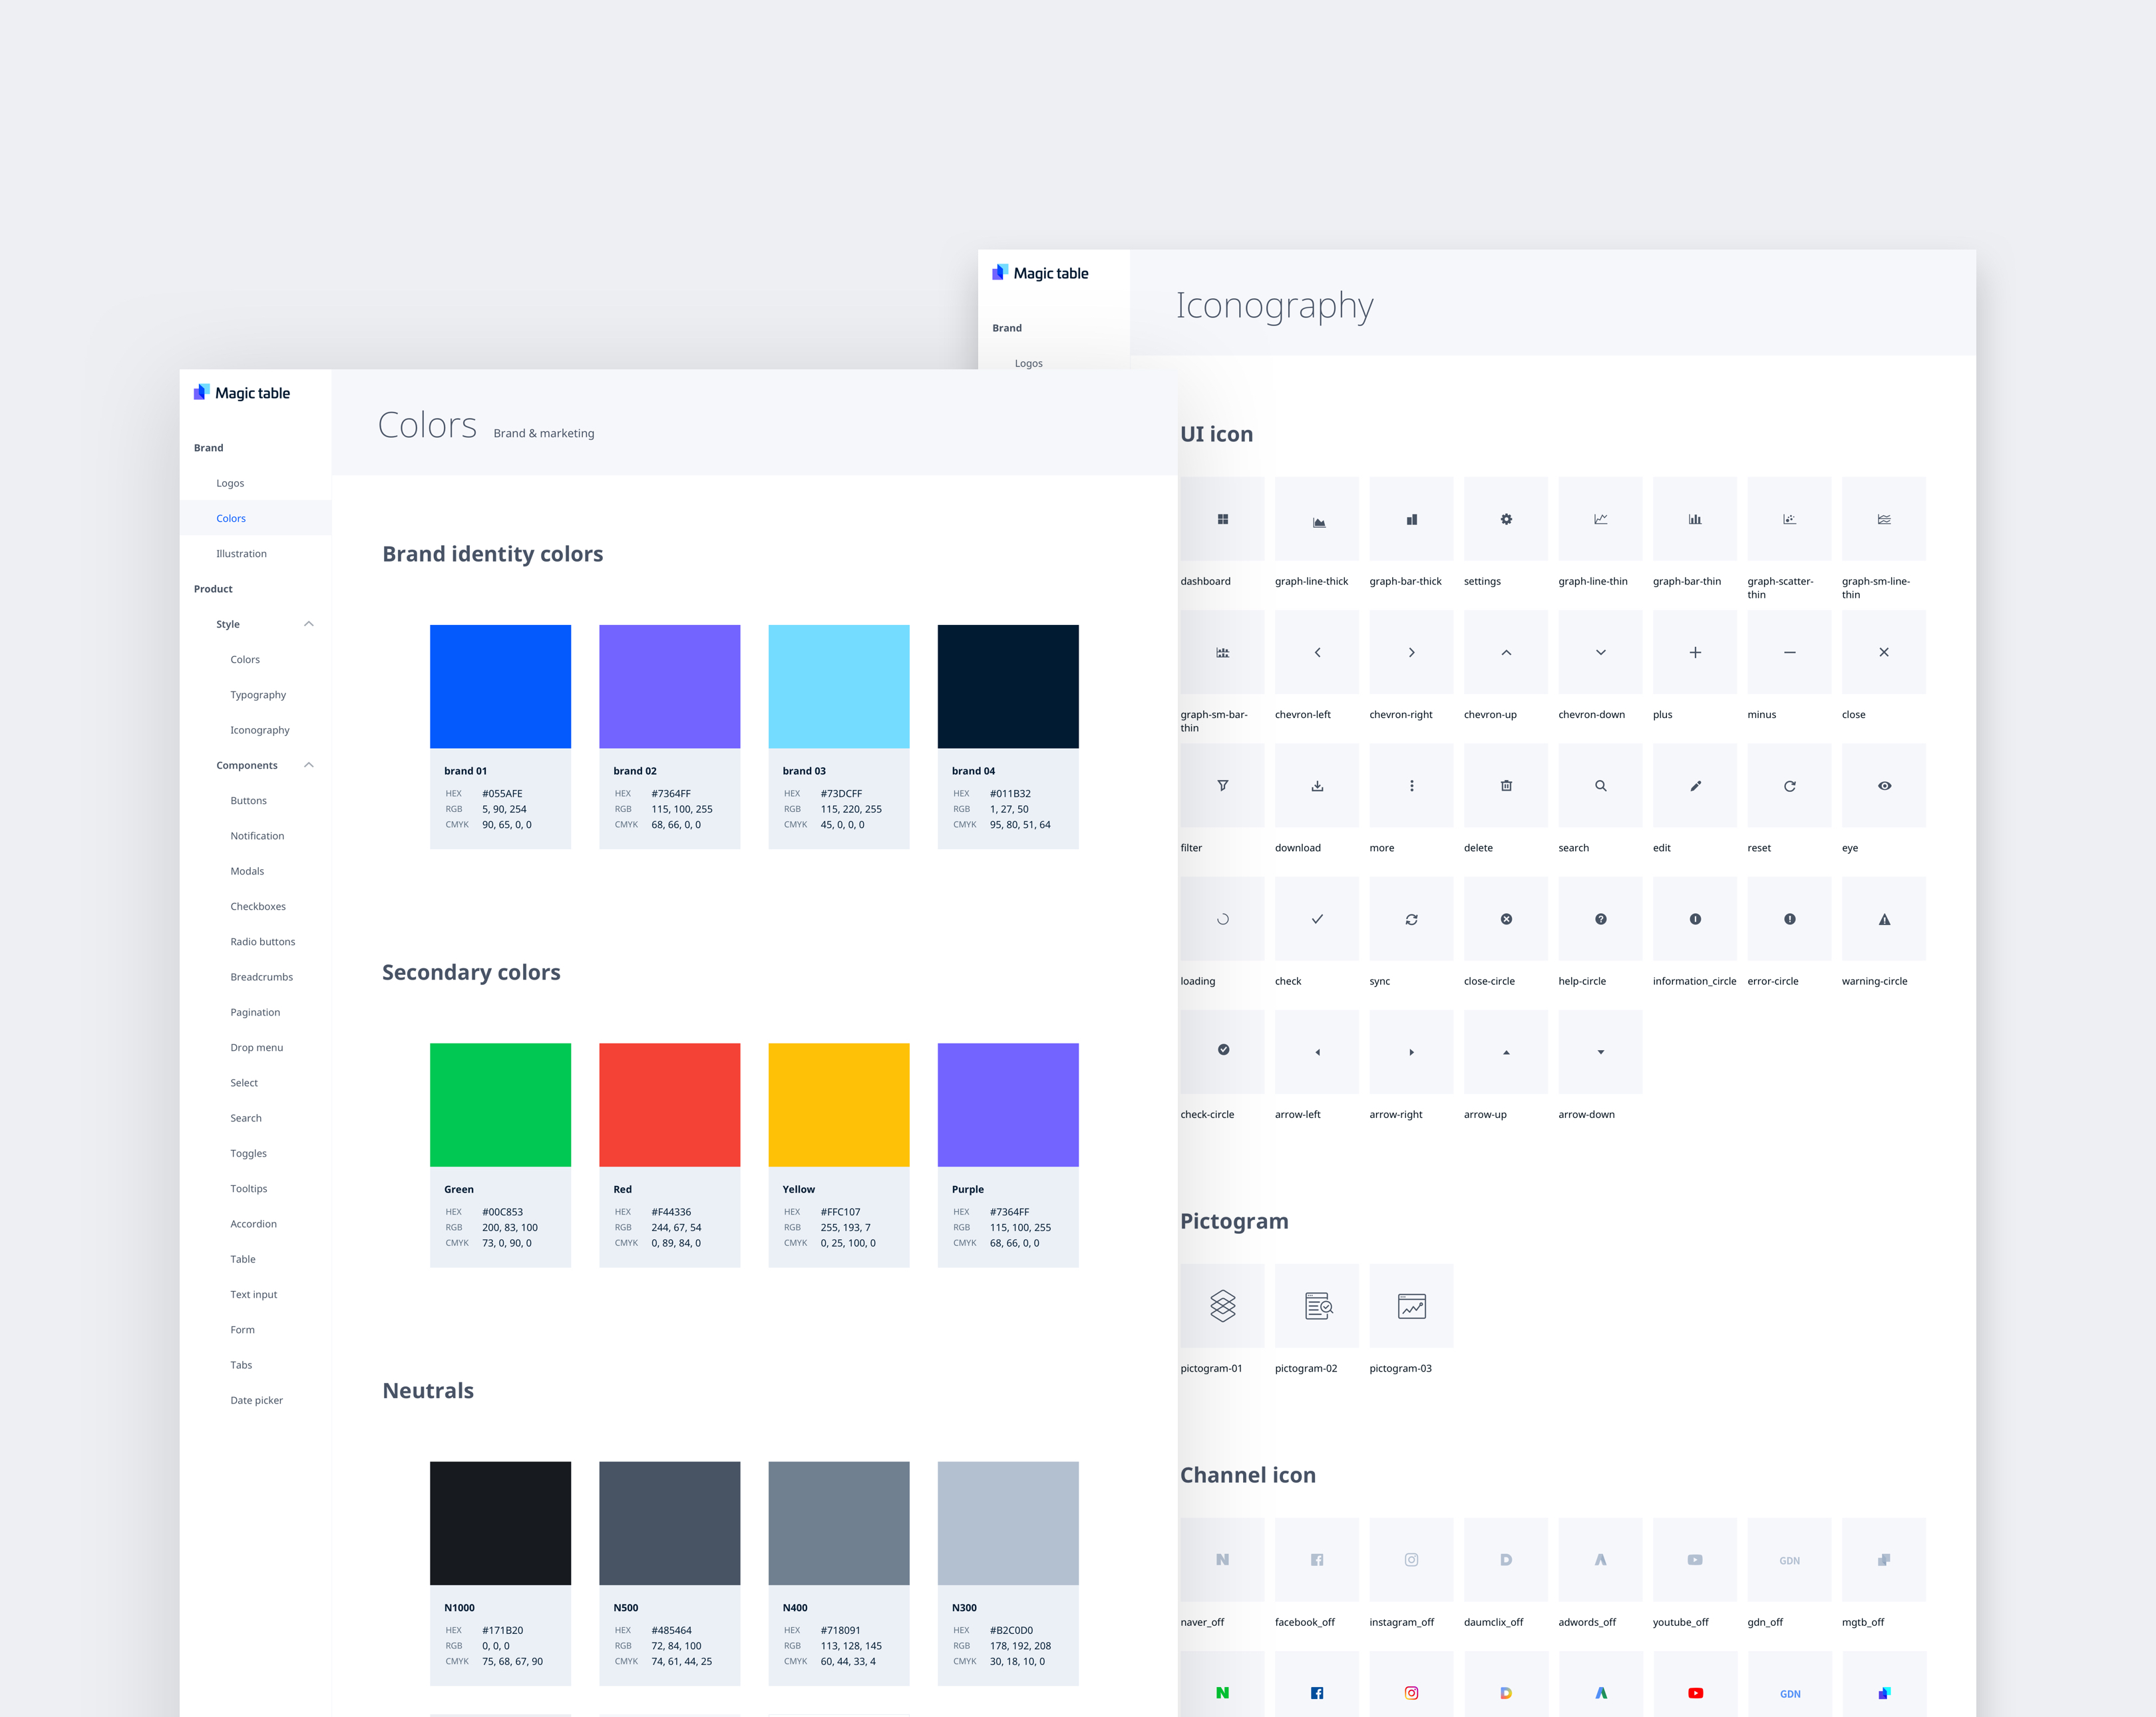 Magic table
Brand
Logos
Colors
Illustration
Product
Style
Colors
Typography
Iconography
Components
Buttons
Notification
Modals
Checkboxes
Radio buttons
Breadcrumbs
Pagination
Drop menu
Select
Search
Toggles
Tooltips
Accordion
Table
Text input
Form
Tabs
Date picker
Colors Brand & marketing
Brand identity colors
brand 01
HEX #055AFE
RGB 5, 90, 254
CMYK 90, 65, 0, 0
brand 02
HEX #7364FF
RGB 115, 100, 255
CMYK 68, 66, 0, 0
brand 03
HEX #73DCFF
RGB 115, 220, 255
CMYK 45, 0, 0, 0
brand 04
HEX #011B32
RGB 1, 27, 50
CMYK 95, 80, 51, 64
Secondary colors
Green
HEX #00C853
RGB 200, 83, 100
CMYK 73, 0, 90, 0
Red
HEX #F44336
RGB 244, 67, 54
CMYK 0, 89, 84, 0
Yellow
HEX #FFC107
RGB 255, 193, 7
CMYK 0, 25, 100, 0
Purple
HEX #7364FF
RGB 115, 100, 255
CMYK 68, 66, 0, 0
Neutrals
N1000
HEX #171B20
RGB 0, 0, 0
CMYK 75, 68, 67, 90
N500
HEX #485464
RGB 72, 84, 100
CMYK 74, 61, 44, 25
N400
HEX #718091
RGB 113, 128, 145
CMYK 60, 44, 33, 4
N300
HEX #B2C0D0
RGB 178, 192, 208
CMYK 30, 18, 10, 0
Magic table
Brand
Logos
Iconography
UI icon
dashboard
graph-line-thick
graph-bar-thick
settings
graph-line-thin
graph-bar-thin
graph-scatter-
thin
graph-sm-line-
thin
graph-sm-bar-
thin
chevron-left
chevron-right
chevron-up
chevron-down
plus
minus
close
filter
download
more
delete
search
edit
reset
eye
loading
check
sync
close-circle
help-circle
information_circle
error-circle
warning-circle
check-circle
arrow-left
arrow-right
arrow-up
arrow-down
Pictogram
pictogram-01
pictogram-02
pictogram-03
Channel icon
GDN
naver_off
facebook_off
instagram_off
daumclix_off
adwords_off
youtube_off
gdn_off
mgtb_off
GDN